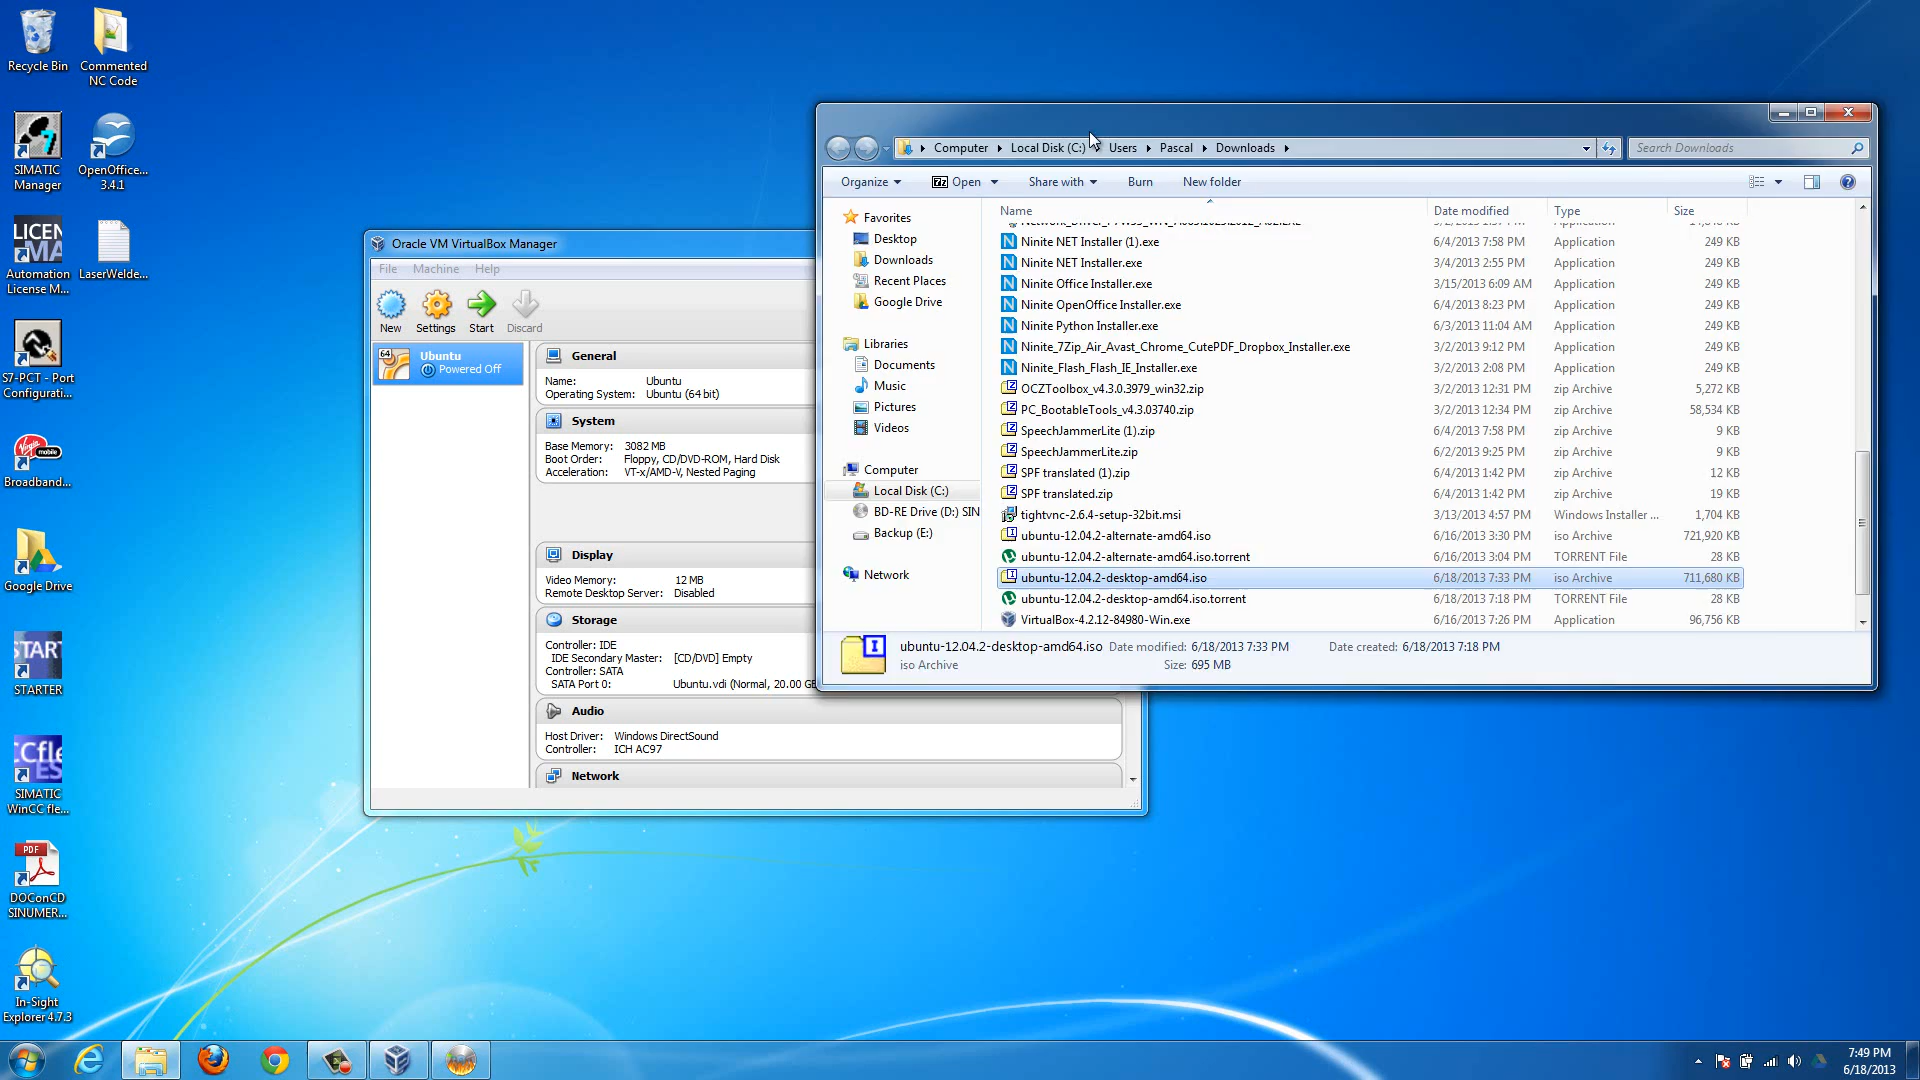 Recycle Bin
Commented
NC Code
SIMATIC
Manager
OpenOffice...
3.4.1
LICEN
MA
Automation
License M...
LaserWelde...
S7-PCT - Port
Configurati...
Virgin
mobile
Broadband...
Google Drive
START
STARTER
CCfle
ES
SIMATIC
WinCC fle...
PDF
DOConCD
SINUMER...
In-Sight
Explorer 4.7.3
Oracle VM VirtualBox Manager
File Machine Help
New Settings Start Discard
64
Ubuntu
Powered Off
General
Name: Ubuntu
Operating System: Ubuntu (64 bit)
System
Base Memory: 3082 MB
Boot Order: Floppy, CD/DVD-ROM, Hard Disk
Acceleration: VT-x/AMD-V, Nested Paging
Display
Video Memory: 12 MB
Remote Desktop Server: Disabled
Storage
Controller: IDE
IDE Secondary Master: [CD/DVD] Empty
Controller: SATA
SATA Port 0: Ubuntu.vdi (Normal, 20.00 GB
Audio
Host Driver: Windows DirectSound
Controller: ICH AC97
Network
Computer Local Disk (C:) Users Pascal Downloads
Search Downloads
Organize Open Share with Burn New folder
Favorites
Desktop
Downloads
Recent Places
Google Drive
Libraries
Documents
Music
Pictures
Videos
Computer
Local Disk (C:)
BD-RE Drive (D:) SIN
Backup (E:)
Network
Name Date modified Type Size
Ninite NET Installer (1).exe 6/4/2013 7:58 PM Application 249 KB
Ninite NET Installer.exe 3/4/2013 2:55 PM Application 249 KB
Ninite Office Installer.exe 3/15/2013 6:09 AM Application 249 KB
Ninite OpenOffice Installer.exe 6/4/2013 8:23 PM Application 249 KB
Ninite Python Installer.exe 6/3/2013 11:04 AM Application 249 KB
Ninite_7Zip_Air_Avast_Chrome_CutePDF_Dropbox_Installer.exe 3/2/2013 9:12 PM Application 249 KB
Ninite_Flash_Flash_IE_Installer.exe 3/2/2013 2:08 PM Application 249 KB
OCZToolbox_v4.3.0.3979_win32.zip 3/2/2013 12:31 PM zip Archive 5,272 KB
PC_BootableTools_v4.3.03740.zip 3/2/2013 12:34 PM zip Archive 58,534 KB
SpeechJammerLite (1).zip 6/4/2013 7:58 PM zip Archive 9 KB
SpeechJammerLite.zip 6/2/2013 9:25 PM zip Archive 9 KB
SPF translated (1).zip 6/4/2013 1:42 PM zip Archive 12 KB
SPF translated.zip 6/4/2013 1:42 PM zip Archive 19 KB
tightvnc-2.6.4-setup-32bit.msi 3/13/2013 4:57 PM Windows Installer ... 1,704 KB
ubuntu-12.04.2-alternate-amd64.iso 6/16/2013 3:30 PM iso Archive 721,920 KB
ubuntu-12.04.2-alternate-amd64.iso.torrent 6/16/2013 3:04 PM TORRENT File 28 KB
ubuntu-12.04.2-desktop-amd64.iso 6/18/2013 7:33 PM iso Archive 711,680 KB
ubuntu-12.04.2-desktop-amd64.iso.torrent 6/18/2013 7:18 PM TORRENT File 28 KB
VirtualBox-4.2.12-84980-Win.exe 6/16/2013 7:26 PM Application 96,756 KB
ubuntu-12.04.2-desktop-amd64.iso Date modified: 6/18/2013 7:33 PM Date created: 6/18/2013 7:18 PM
iso Archive Size: 695 MB
7:49 PM
6/18/2013